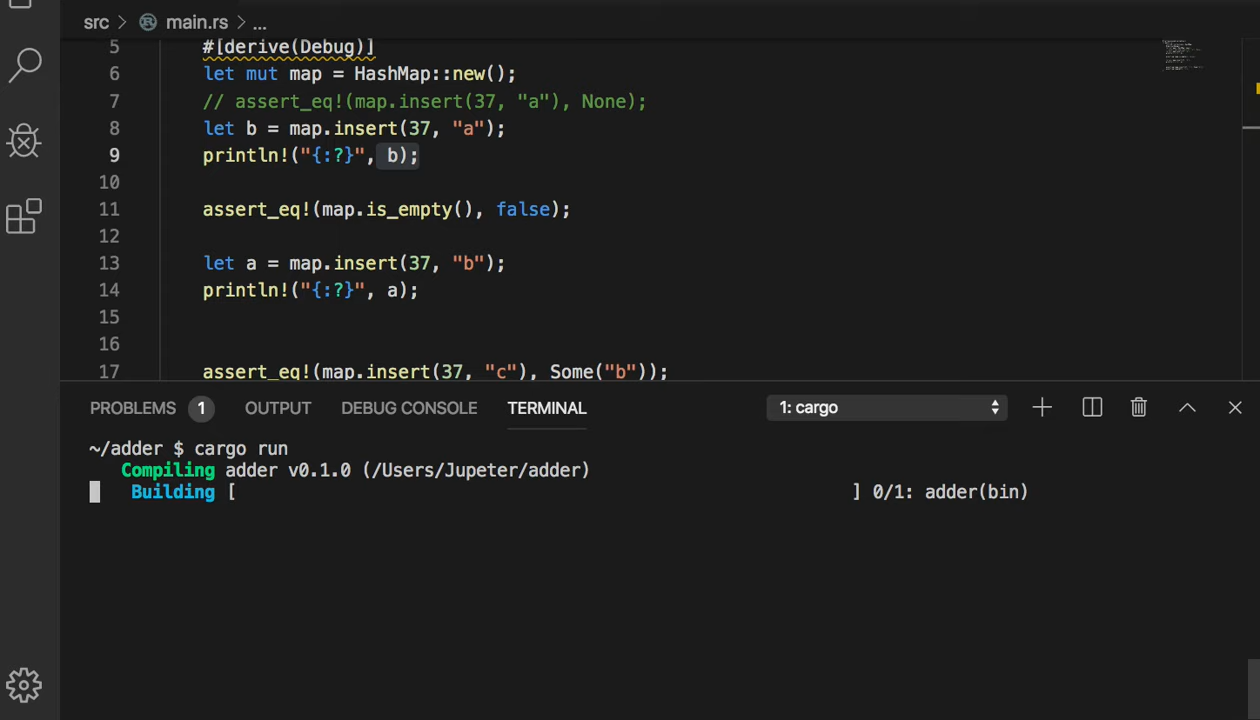 src > main.rs > ...
5 #[derive(Debug)]
6 let mut map = HashMap::new();
7 // assert_eq!(map.insert(37, "a"), None);
8 let b = map.insert(37, "a");
9 println!("{:?}", b);
10
11 assert_eq!(map.is_empty(), false);
12
13 let a = map.insert(37, "b");
14 println!("{:?}", a);
15
16
17 assert_eq!(map.insert(37, "c"), Some("b"));
PROBLEMS 1 OUTPUT DEBUG CONSOLE TERMINAL 1: cargo
~/adder $ cargo run
Compiling adder v0.1.0 (/Users/Jupeter/adder)
Building [ ] 0/1: adder(bin)